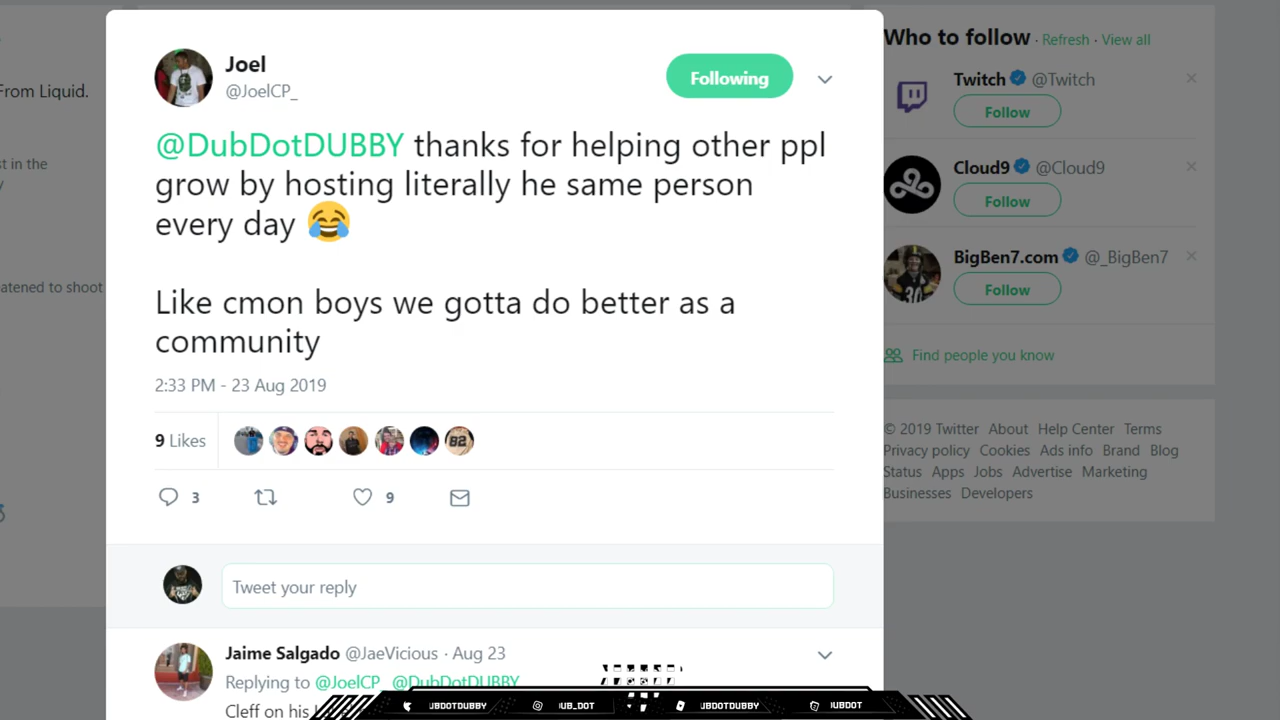 From Liquid.
st in the
atened to shoot
Joel
@JoelCP_
Following
@DubDotDUBBY thanks for helping other ppl
grow by hosting literally he same person
every day 😂
Like cmon boys we gotta do better as a
community
2:33 PM - 23 Aug 2019
9 Likes
3
9
Tweet your reply
Jaime Salgado @JaeVicious · Aug 23
Replying to @JoelCP_ @DubDotDUBBY
Cleff on his
UBDOTDUBBY
UB_DOT
UBDOTDUBBY
UBDOT
Who to follow · Refresh · View all
Twitch @Twitch
Follow
Cloud9 @Cloud9
Follow
BigBen7.com @_BigBen7
Follow
Find people you know
© 2019 Twitter About Help Center Terms
Privacy policy Cookies Ads info Brand Blog
Status Apps Jobs Advertise Marketing
Businesses Developers